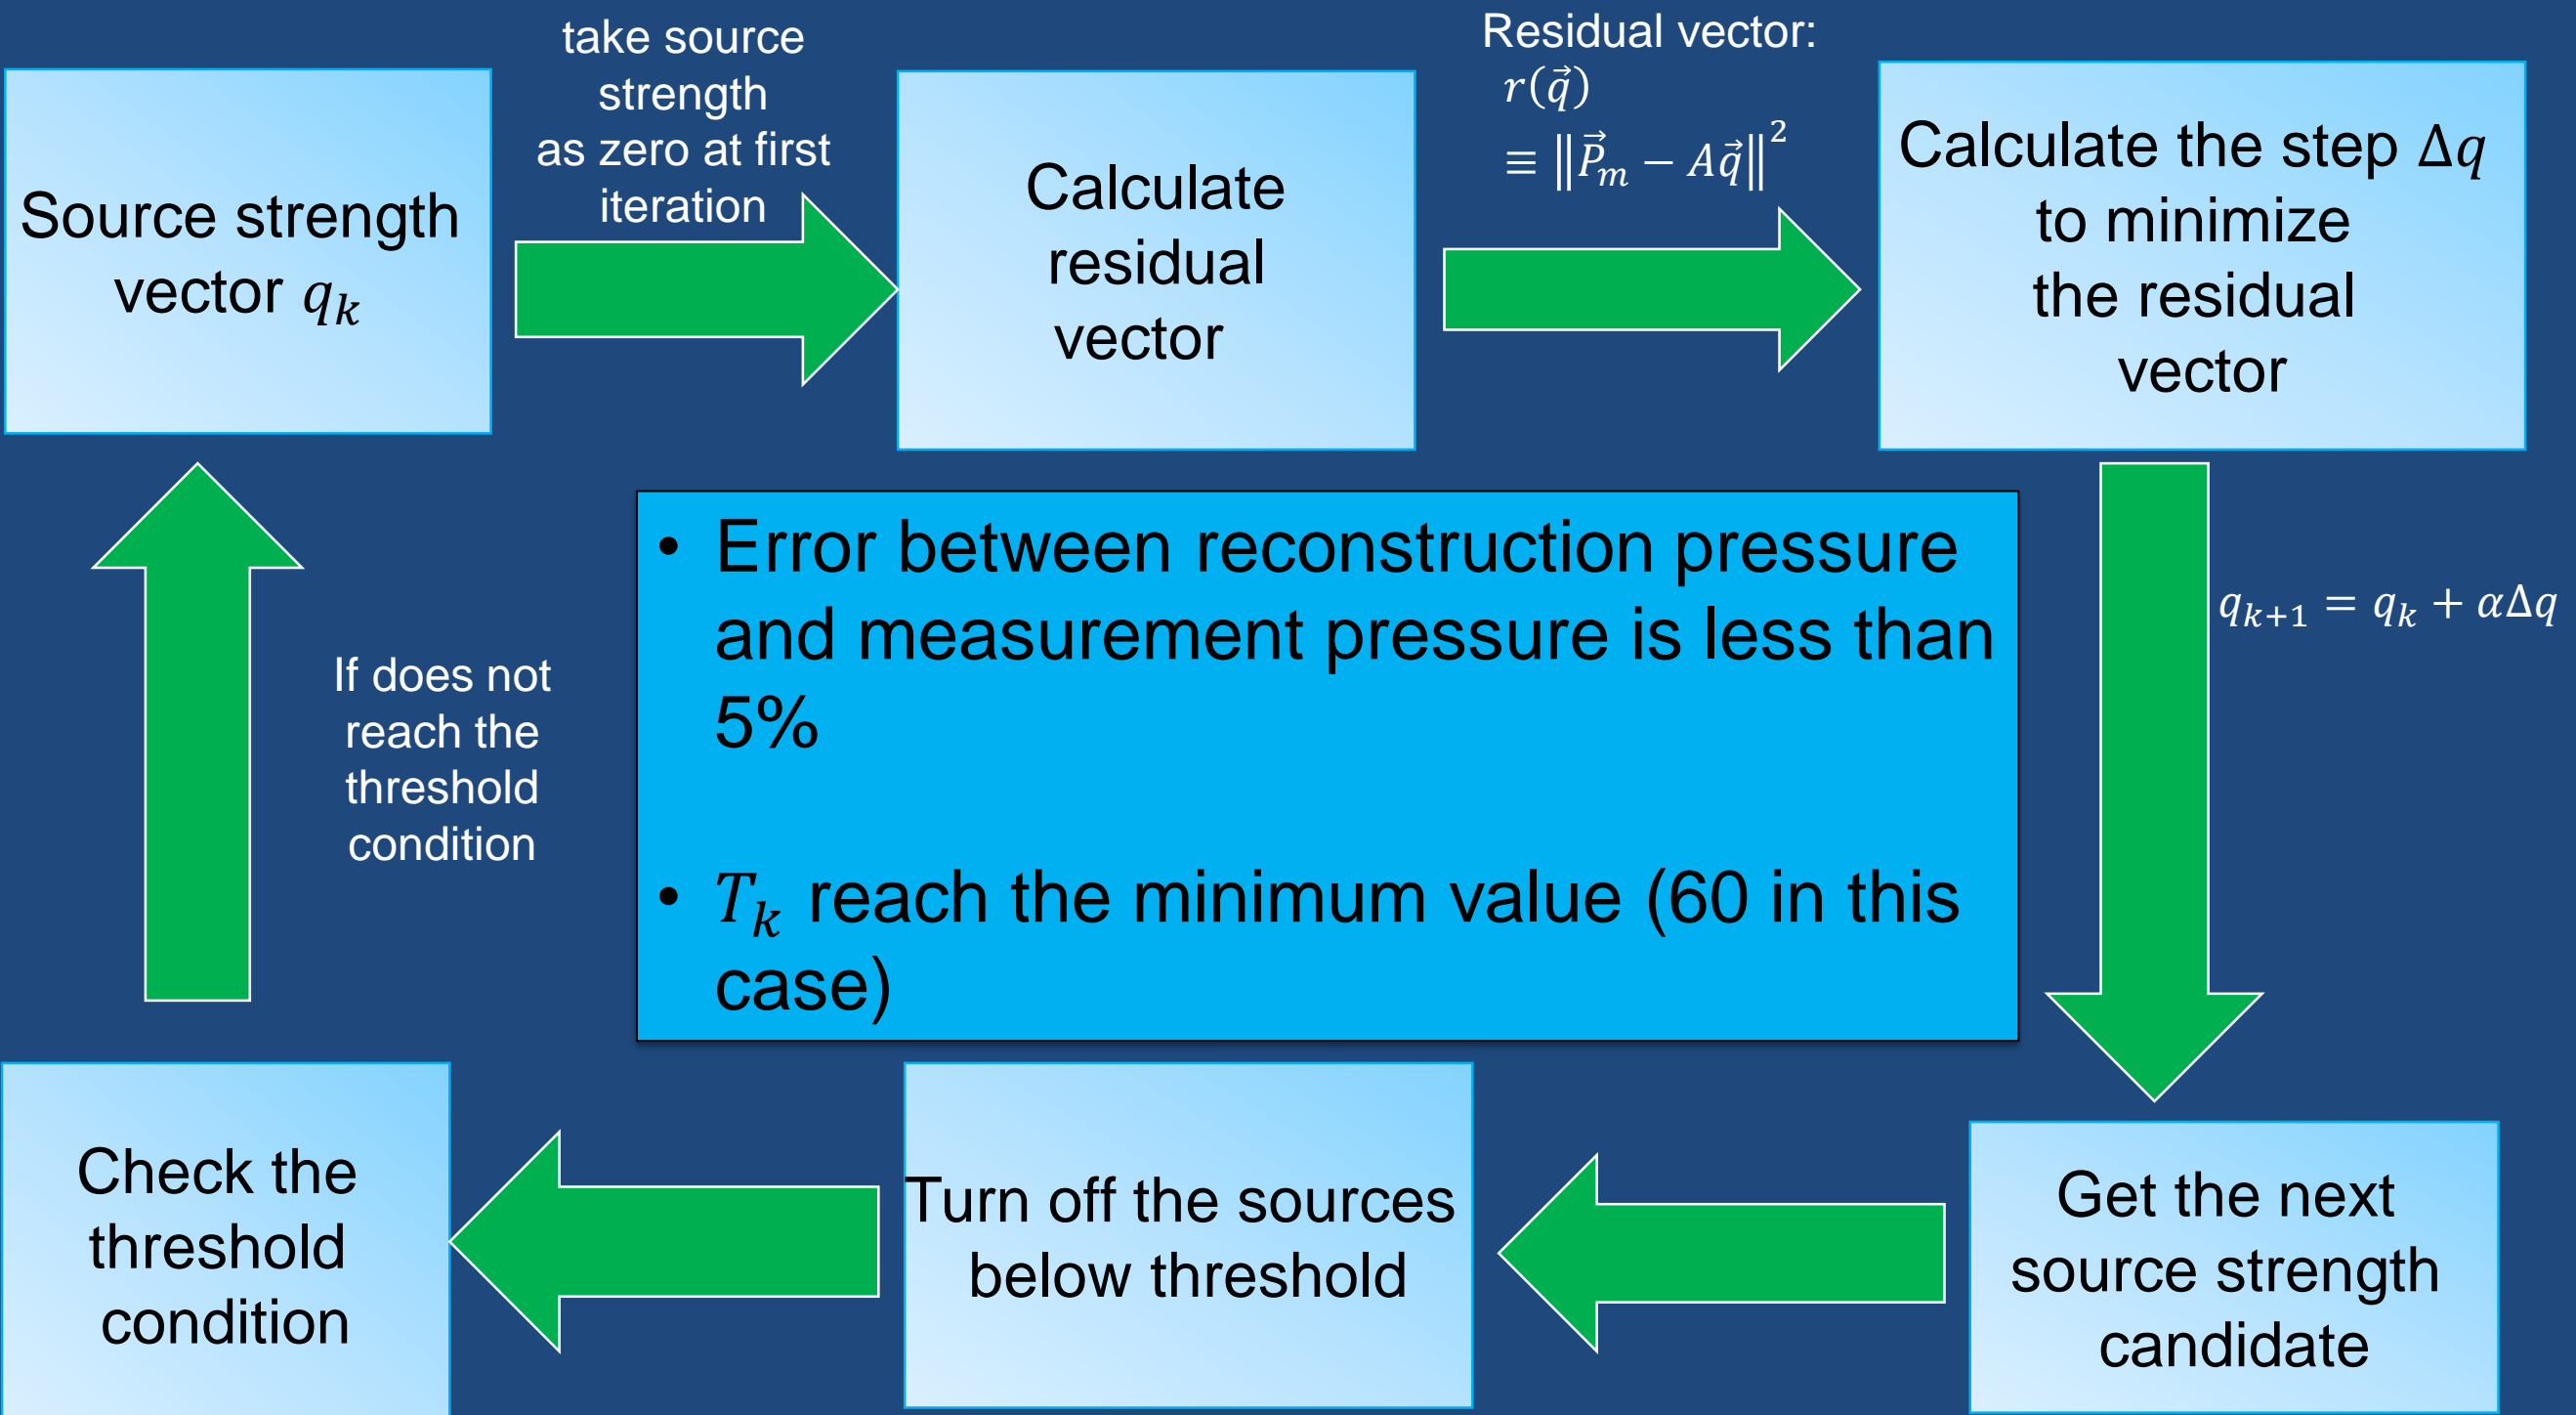 Source strength
vector 𝑞ₖ
take source
strength
as zero at first
iteration
Calculate
residual
vector
Residual vector:
𝑟(𝑞⃗)
≡ ‖𝑃⃗ₘ − 𝐴𝑞⃗‖²
Calculate the step Δ𝑞
to minimize
the residual
vector
𝑞ₖ₊₁ = 𝑞ₖ + 𝛼Δ𝑞
• Error between reconstruction pressure
and measurement pressure is less than
5%
• 𝑇ₖ reach the minimum value (60 in this
case)
If does not
reach the
threshold
condition
Get the next
source strength
candidate
Turn off the sources
below threshold
Check the
threshold
condition